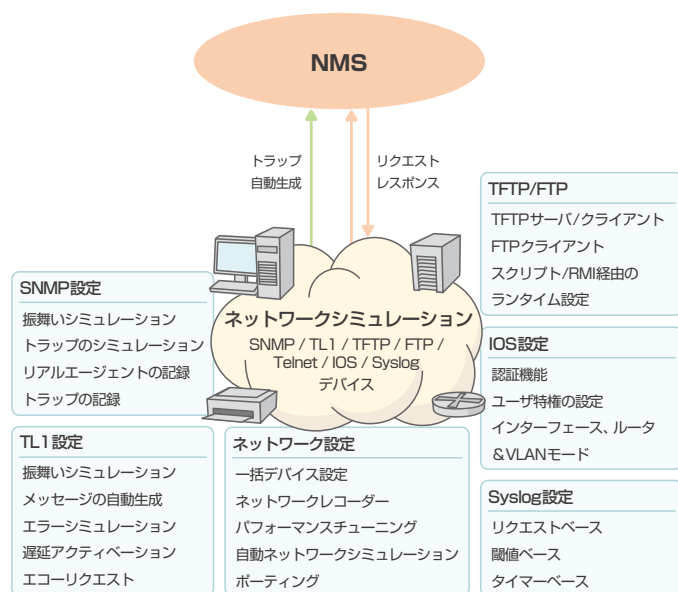 NMS
トラップ
自動生成
リクエスト
レスポンス
TFTP/FTP
TFTPサーバ/クライアント
FTPクライアント
スクリプト/RMI経由の
ランタイム設定
SNMP設定
振舞いシミュレーション
トラップのシミュレーション
リアルエージェントの記録
トラップの記録
ネットワークシミュレーション
SNMP / TL1 / TFTP / FTP /
Telnet / IOS / Syslog
デバイス
IOS設定
認証機能
ユーザ特権の設定
インターフェース、ルータ
&VLANモード
TL1設定
振舞いシミュレーション
メッセージの自動生成
エラーシミュレーション
遅延アクティベーション
エコーリクエスト
ネットワーク設定
一括デバイス設定
ネットワークレコーダー
パフォーマンスチューニング
自動ネットワークシミュレーション
ポーティング
Syslog設定
リクエストベース
閾値ベース
タイマーベース